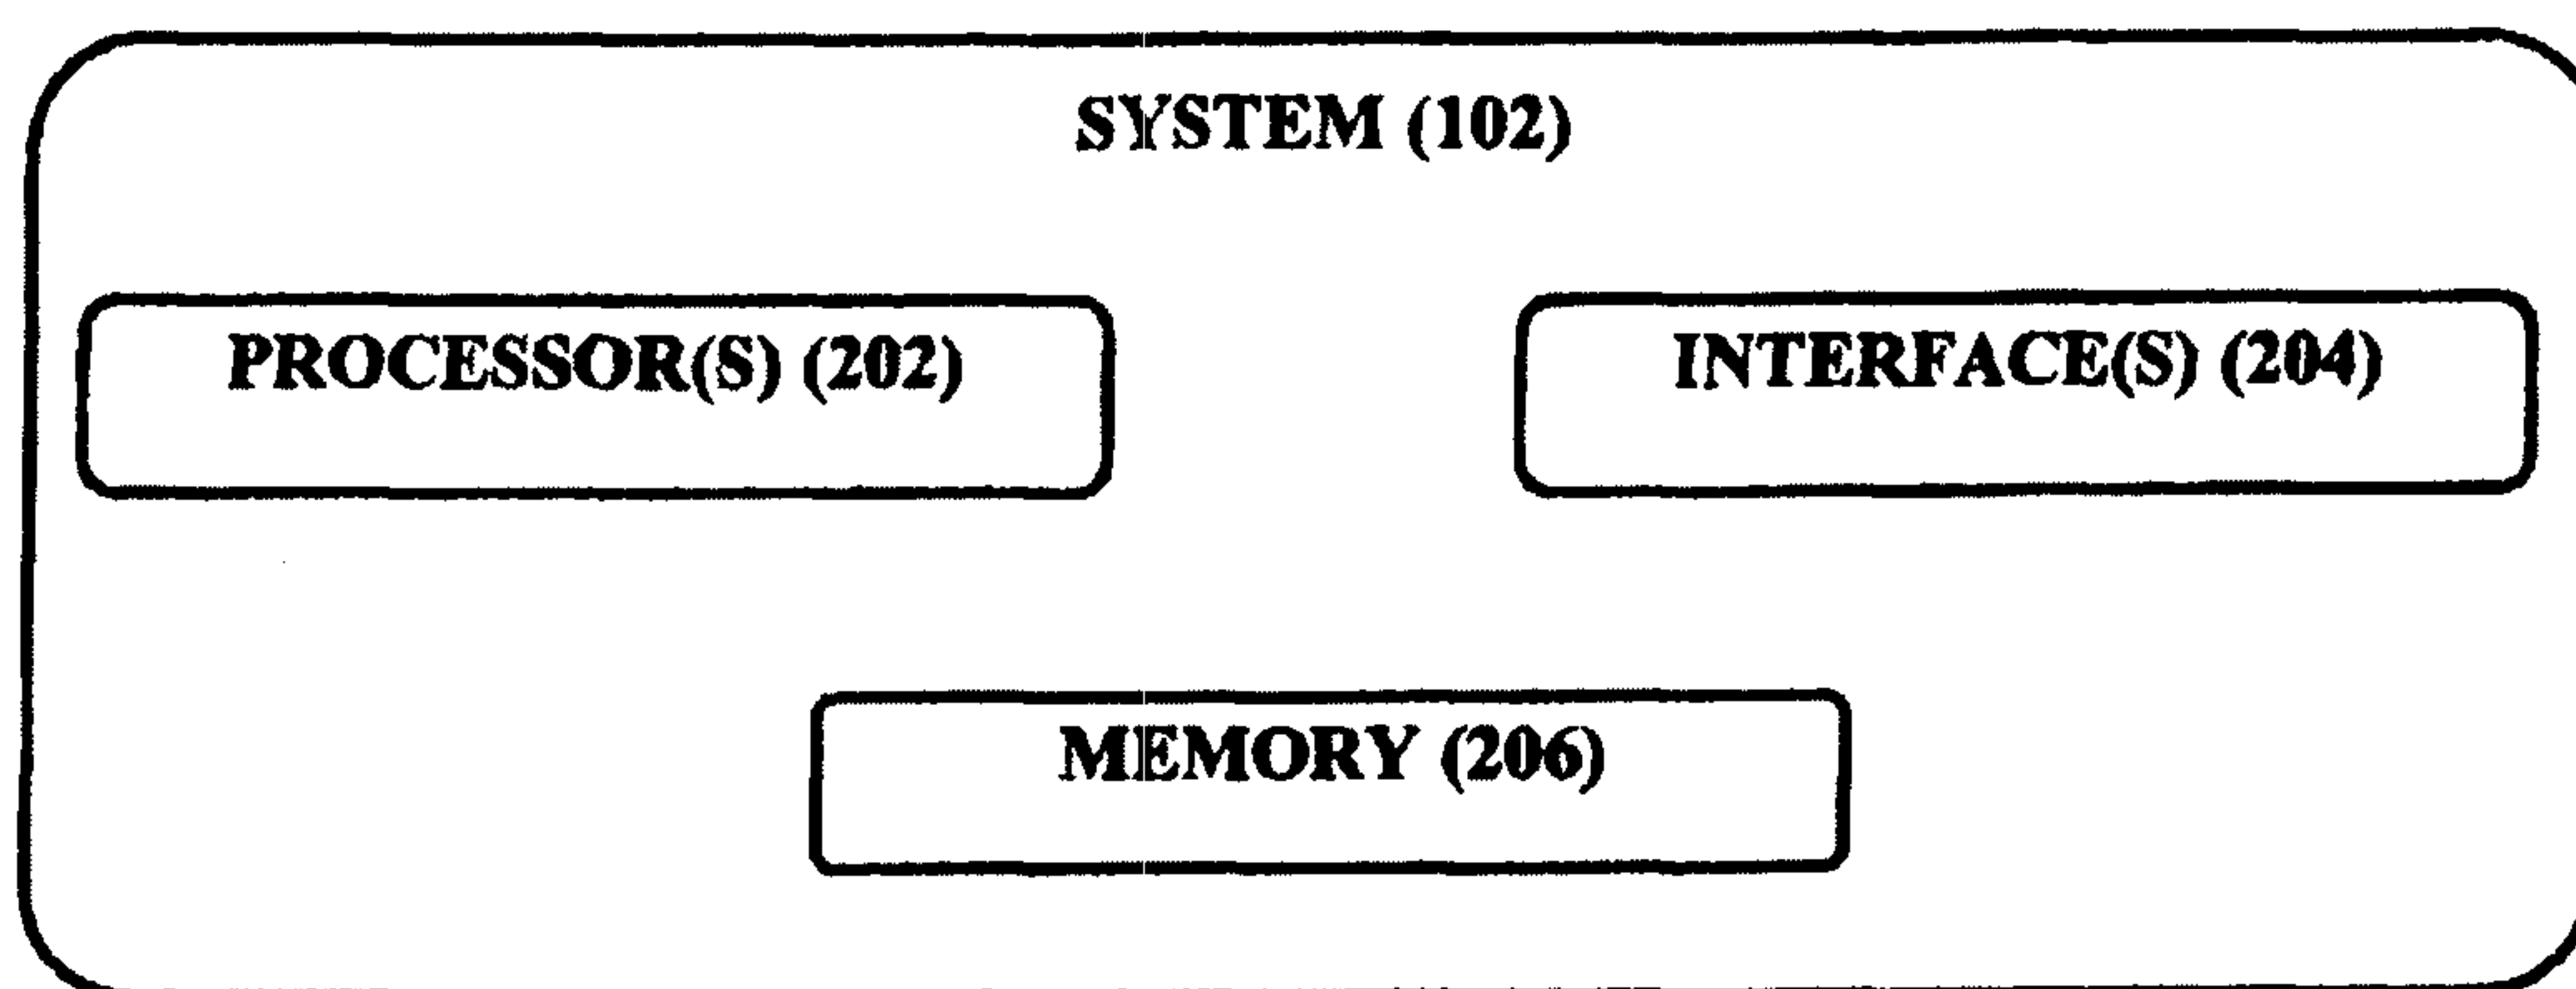 SYSTEM (102)
PROCESSOR(S) (202)
INTERFACE(S) (204)
MEMORY (206)